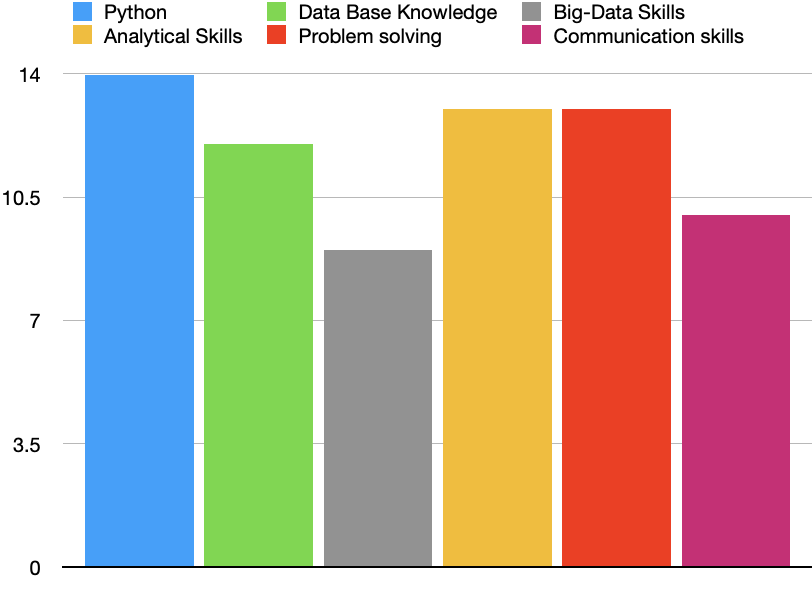 Python Data Base Knowledge Big-Data Skills
Analytical Skills Problem solving Communication skills
14
10.5
7
3.5
0